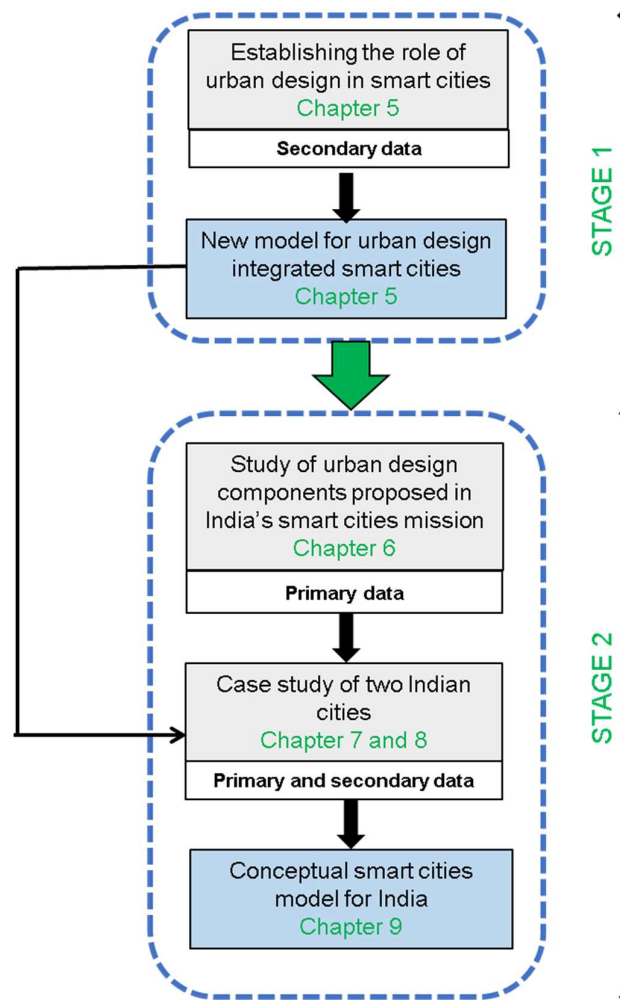 Establishing the role of
urban design in smart cities
Chapter 5
Secondary data
New model for urban design
integrated smart cities
Chapter 5
STAGE 1
Study of urban design
components proposed in
India's smart cities mission
Chapter 6
Primary data
Case study of two Indian
cities
Chapter 7 and 8
Primary and secondary data
Conceptual smart cities
model for India
Chapter 9
STAGE 2